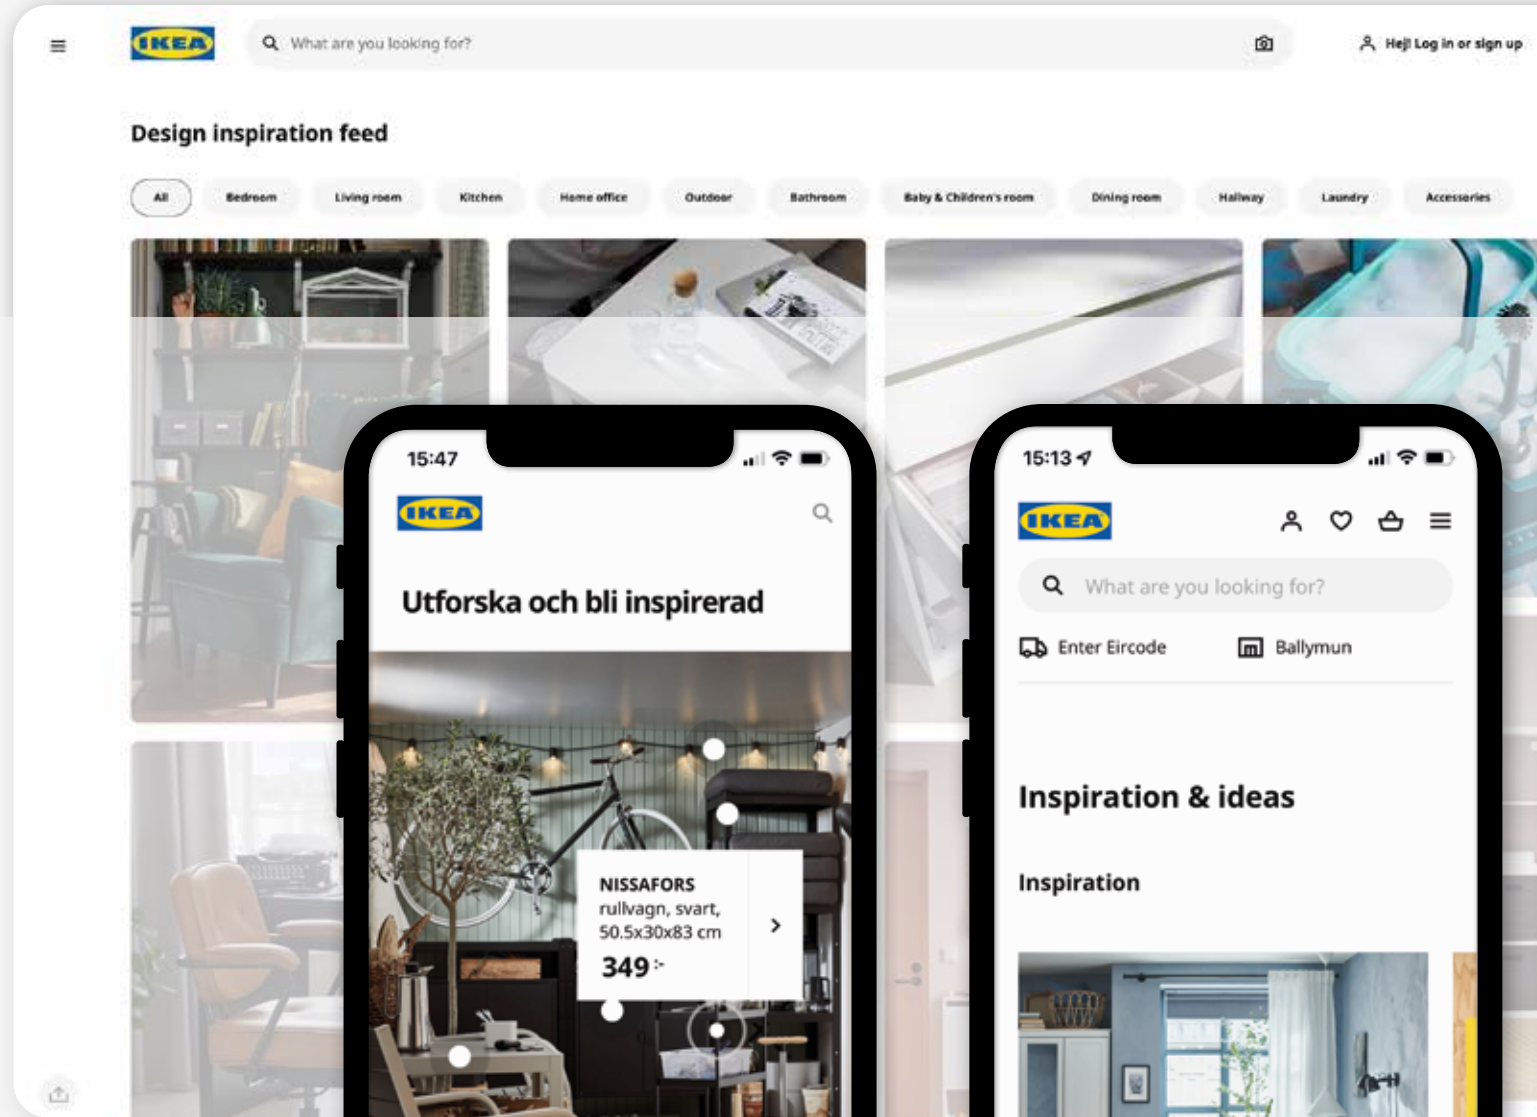 IKEA
What are you looking for?
Hej! Log in or sign up
Design inspiration feed
All
Bedroom
Living room
Kitchen
Home office
Outdoor
Bathroom
Baby & Children's room
Dining room
Hallway
Laundry
Accessories
15:47
IKEA
Utforska och bli inspirerad
NISSAFORS
rullvagn, svart,
50.5x30x83 cm
349:-
15:13
IKEA
What are you looking for?
Enter Eircode
Ballymun
Inspiration & ideas
Inspiration